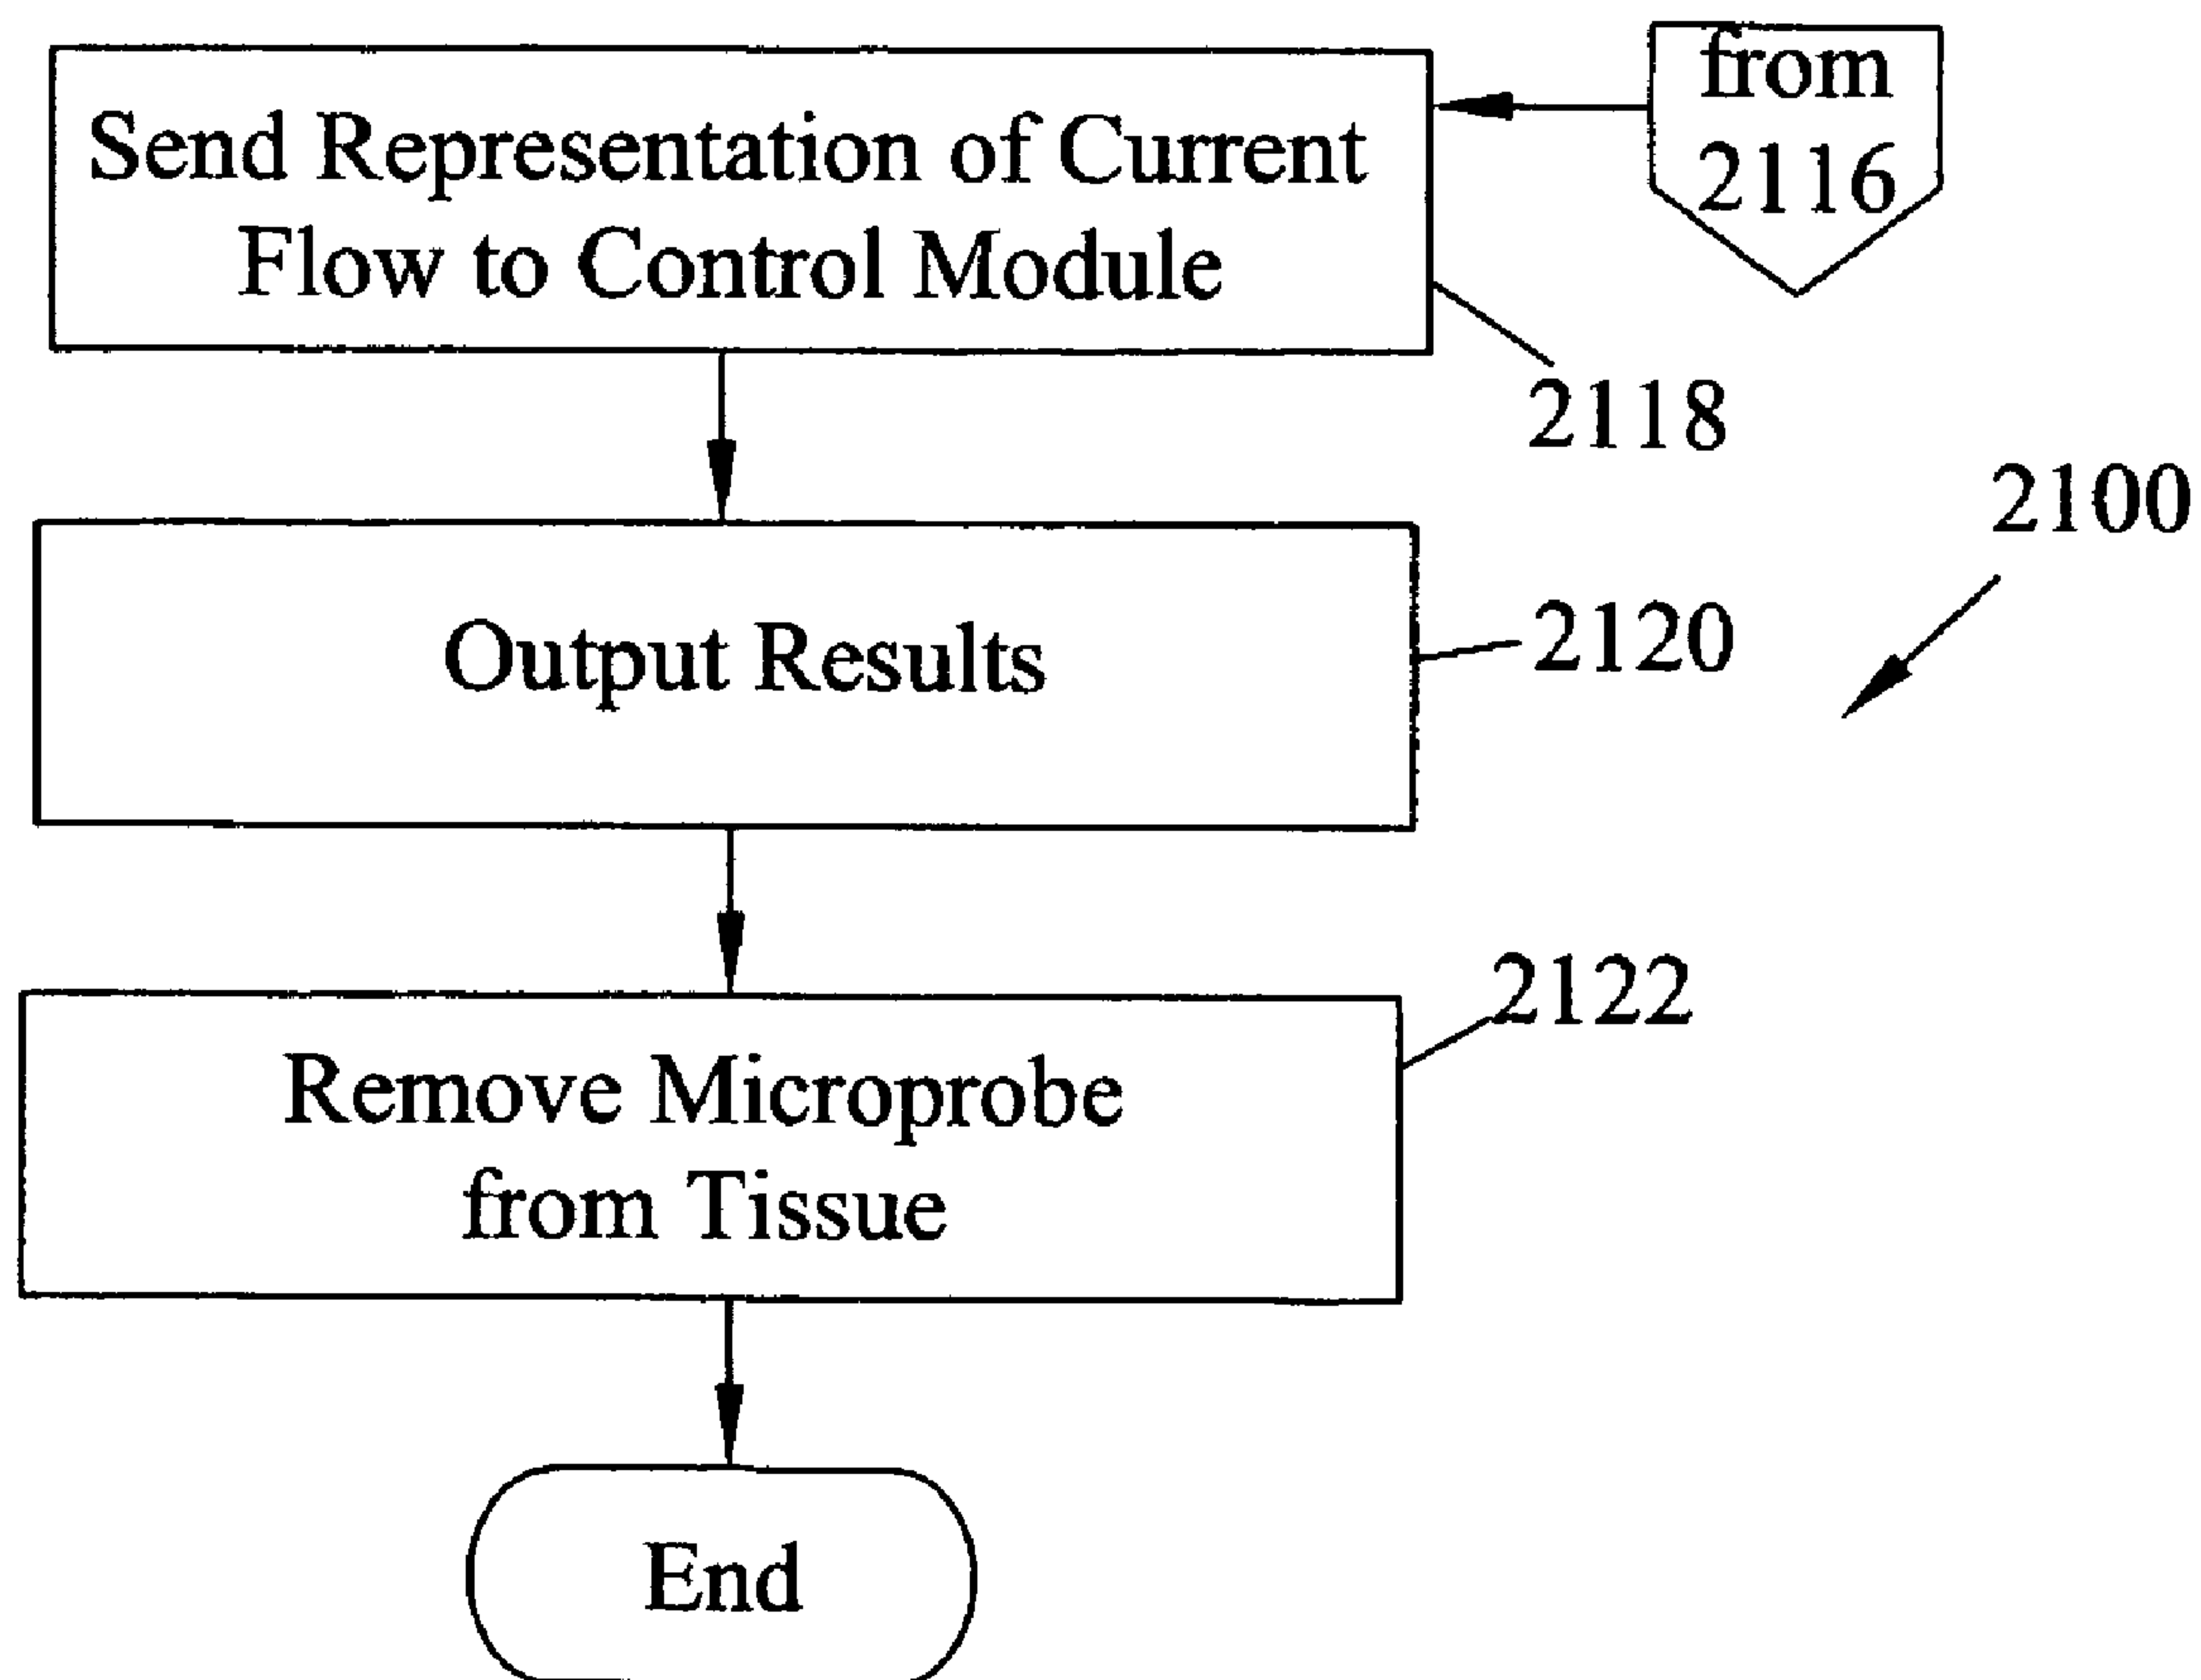 from
2116
Send Representation of Current
Flow to Control Module
2118
2100
Output Results
2120
2122
Remove Microprobe
from Tissue
End